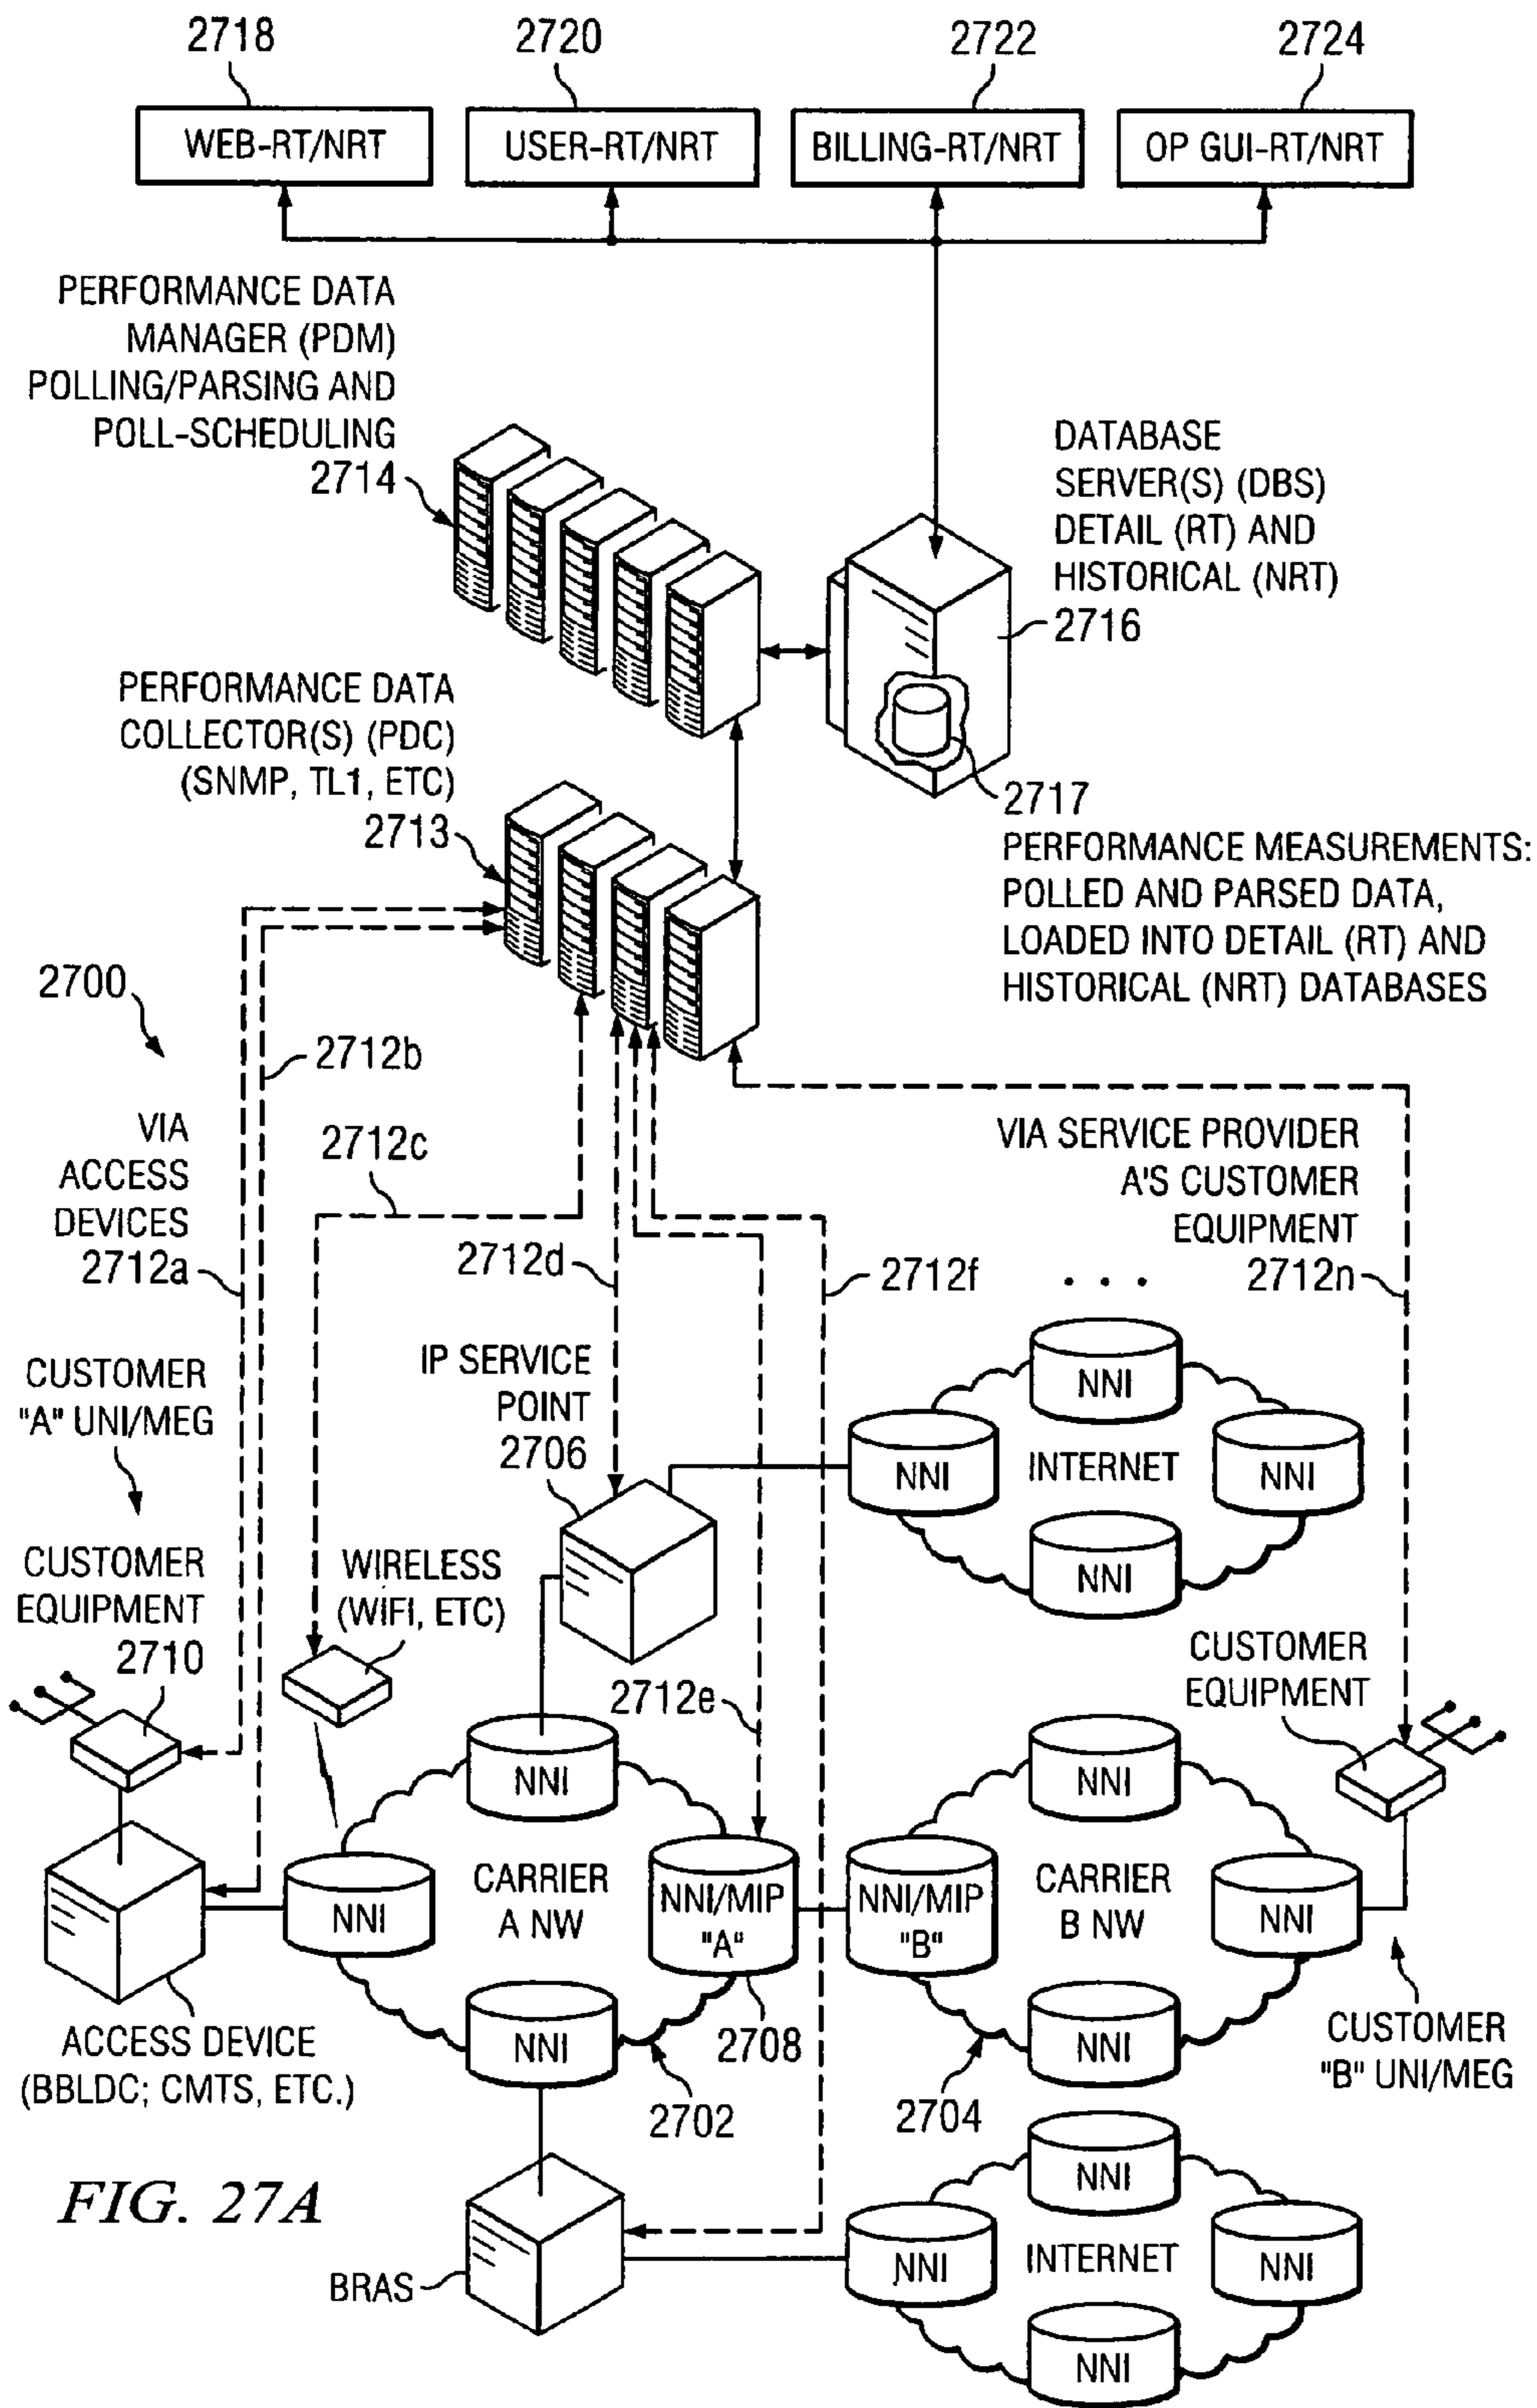 2718
2720
2722
2724
WEB-RT/NRT
USER-RT/NRT
BILLING-RT/NRT
OP GUI-RT/NRT
PERFORMANCE DATA
MANAGER (PDM)
POLLING/PARSING AND
POLL-SCHEDULING
2714
DATABASE
SERVER(S) (DBS)
DETAIL (RT) AND
HISTORICAL (NRT)
2716
PERFORMANCE DATA
COLLECTOR(S) (PDC)
(SNMP, TL1, ETC)
2713
2717
PERFORMANCE MEASUREMENTS:
POLLED AND PARSED DATA,
LOADED INTO DETAIL (RT) AND
HISTORICAL (NRT) DATABASES
2700
2712b
VIA
ACCESS
DEVICES
2712a
2712c
VIA SERVICE PROVIDER
A'S CUSTOMER
EQUIPMENT
2712n
2712d
2712f
. . .
CUSTOMER
"A" UNI/MEG
IP SERVICE
POINT
2706
NNI
NNI
INTERNET
NNI
NNI
CUSTOMER
EQUIPMENT
2710
WIRELESS
(WIFI, ETC)
2712e
CUSTOMER
EQUIPMENT
NNI
NNI
NNI
CARRIER
A NW
NNI/MIP
"A"
NNI/MIP
"B"
CARRIER
B NW
NNI
NNI
NNI
2708
ACCESS DEVICE
(BBLDC; CMTS, ETC.)
2702
2704
CUSTOMER
"B" UNI/MEG
NNI
FIG. 27A
BRAS
NNI
INTERNET
NNI
NNI